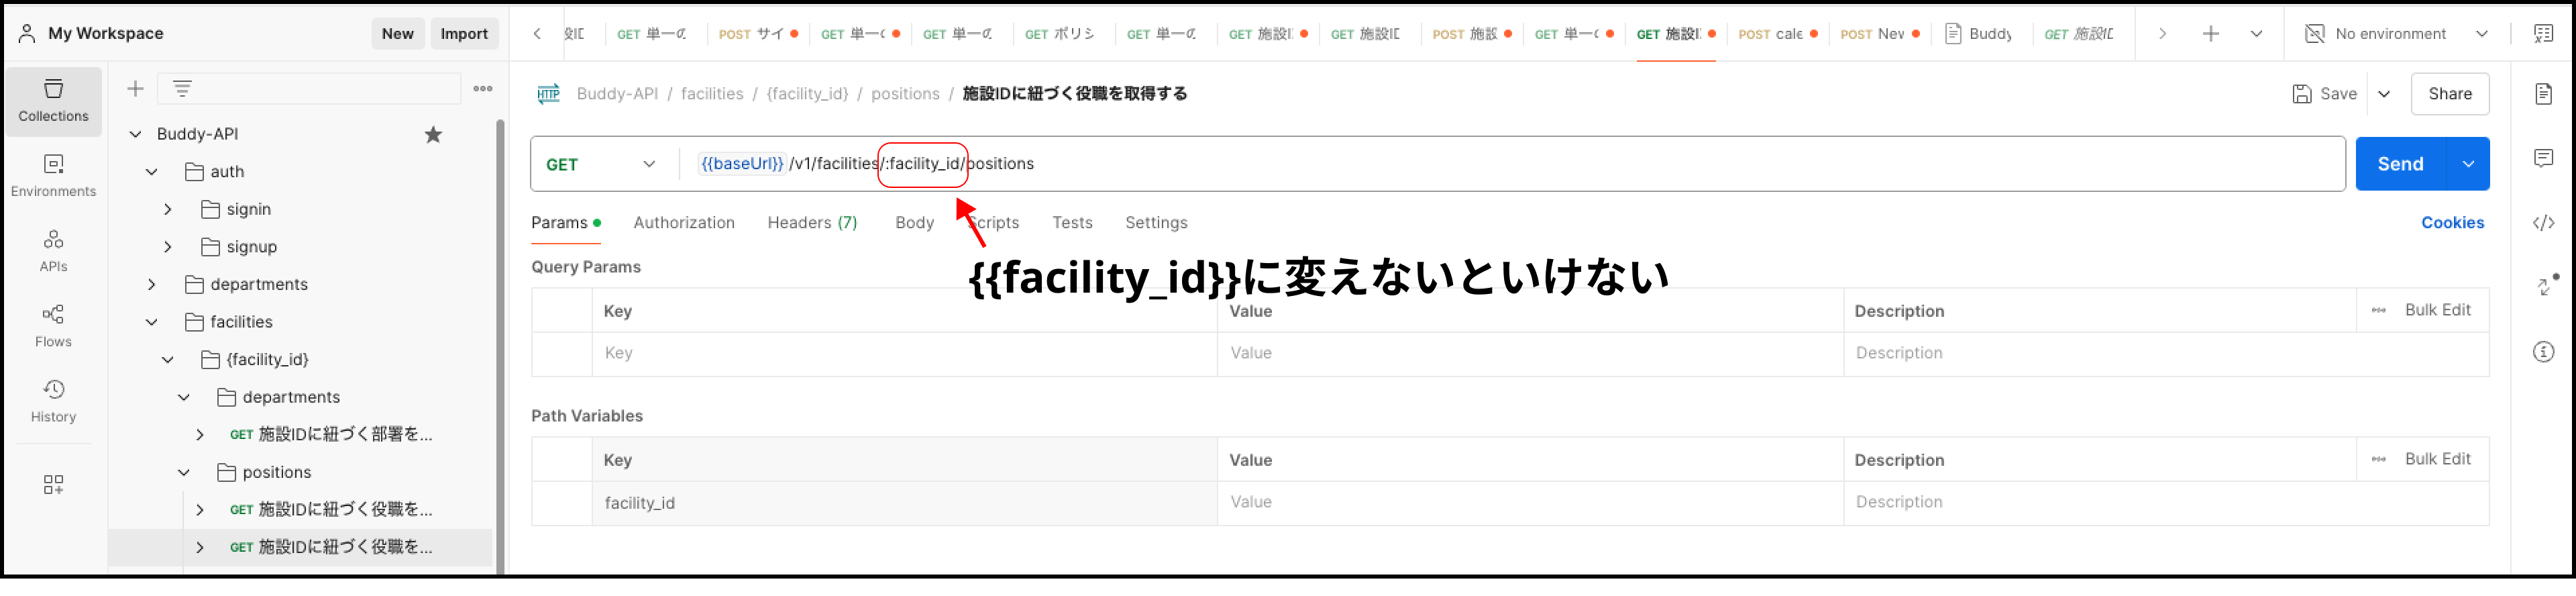 My Workspace
New
Import
設ID
GET 単一の
POST サイ
GET 単一の
GET 単一の
GET ポリシ
GET 単一の
GET 施設I
GET 施設ID
POST 施設
GET 単一の
GET 施設I
POST cale
POST New
Buddy
GET 施設ID
No environment
Collections
Environments
APIs
Flows
History
Buddy-API
auth
signin
signup
departments
facilities
{facility_id}
departments
GET 施設IDに紐づく部署を...
positions
GET 施設IDに紐づく役職を...
GET 施設IDに紐づく役職を...
HTTP
Buddy-API / facilities / {facility_id} / positions / 施設IDに紐づく役職を取得する
Save
Share
GET
{{baseUrl}} /v1/facilities/:facility_id/positions
Send
Params
Authorization
Headers (7)
Body
Scripts
Tests
Settings
Cookies
{{facility_id}}に変えないといけない
Query Params
Key
Value
Description
Bulk Edit
Key
Value
Description
Path Variables
Key
Value
Description
Bulk Edit
facility_id
Value
Description